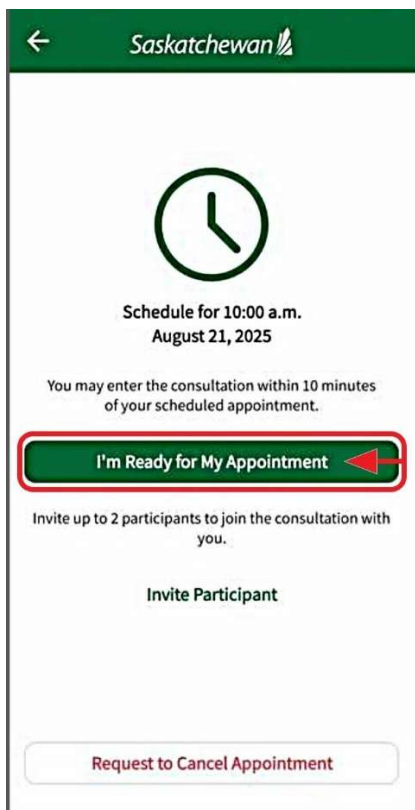 Saskatchewan
Schedule for 10:00 a.m.
August 21, 2025
You may enter the consultation within 10 minutes
of your scheduled appointment.
I'm Ready for My Appointment
Invite up to 2 participants to join the consultation with
you.
Invite Participant
Request to Cancel Appointment